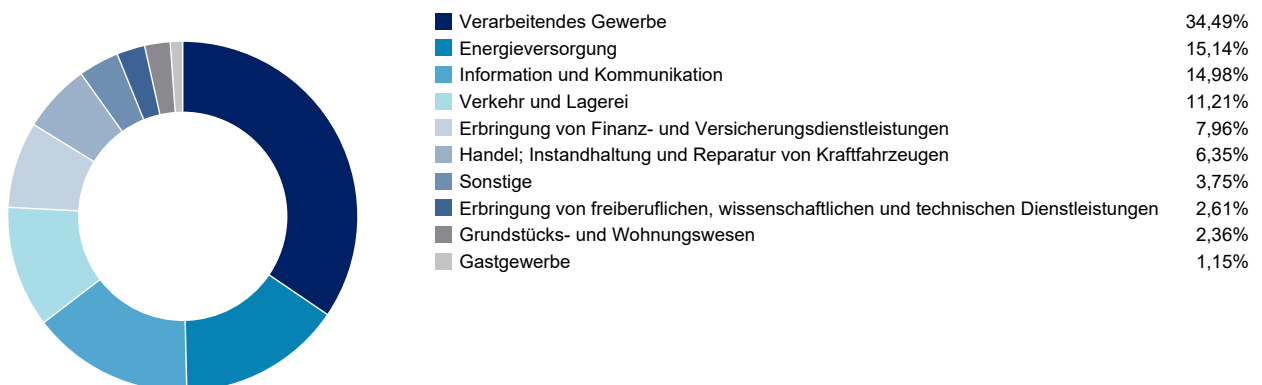 Verarbeitendes Gewerbe 34,49%
Energieversorgung 15,14%
Information und Kommunikation 14,98%
Verkehr und Lagerei 11,21%
Erbringung von Finanz- und Versicherungsdienstleistungen 7,96%
Handel; Instandhaltung und Reparatur von Kraftfahrzeugen 6,35%
Sonstige 3,75%
Erbringung von freiberuflichen, wissenschaftlichen und technischen Dienstleistungen 2,61%
Grundstücks- und Wohnungswesen 2,36%
Gastgewerbe 1,15%